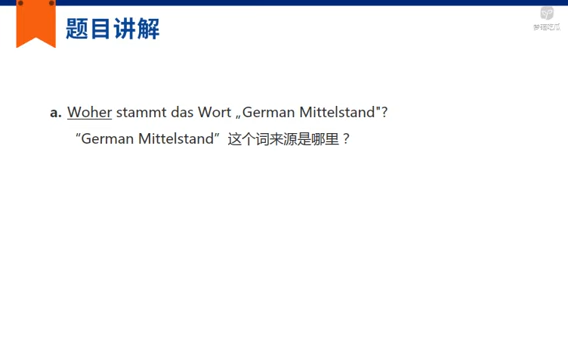 题目讲解
a. Woher stammt das Wort „German Mittelstand"?
“German Mittelstand”这个词来源是哪里？